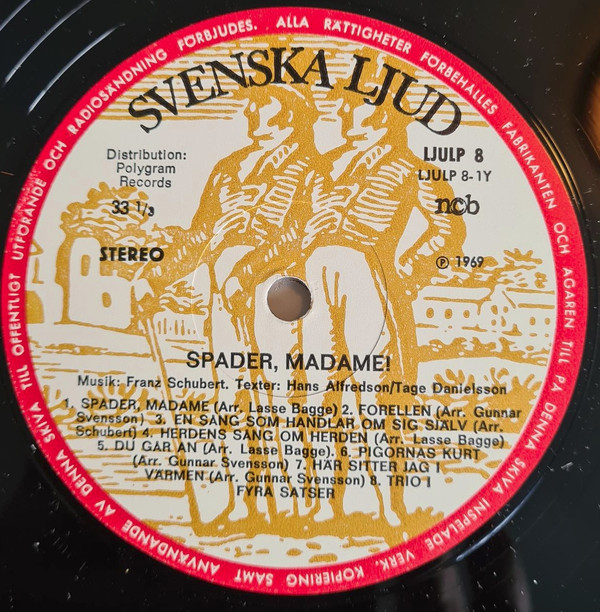 SVENSKA LJUD
Distribution:
Polygram
Records
33 1/3
STEREO
LJULP 8
LJULP 8-1Y
ncb
Ⓟ 1969
SPADER, MADAME!
Musik: Franz Schubert. Texter: Hans Alfredson/Tage Danielsson
1. SPADER, MADAME (Arr. Lasse Bagge) 2. FORELLEN (Arr. Gunnar
Svensson) 3. EN SÅNG SOM HANDLAR OM SIG SJÄLV (Arr.
Schubert) 4. HERDENS SÅNG OM HERDEN (Arr. Lasse Bagge)
5. DU GÅR AN (Arr. Lasse Bagge). 6. PIGORNAS KURT
(Arr. Gunnar Svensson) 7. HÄR SITTER JAG I
VÄRMEN (Arr. Gunnar Svensson) 8. TRIO I
FYRA SATSER
ALLA RÄTTIGHETER FÖRBEHÅLLES FABRIKANTEN OCH ÄGAREN TILL PÅ DENNA SKIVA INSPELADE VERK. KOPIERING SAMT ANVÄNDANDE AV DENNA SKIVA TILL OFFENTLIGT UTFÖRANDE OCH RADIOSÄNDNING FÖRBJUDES.